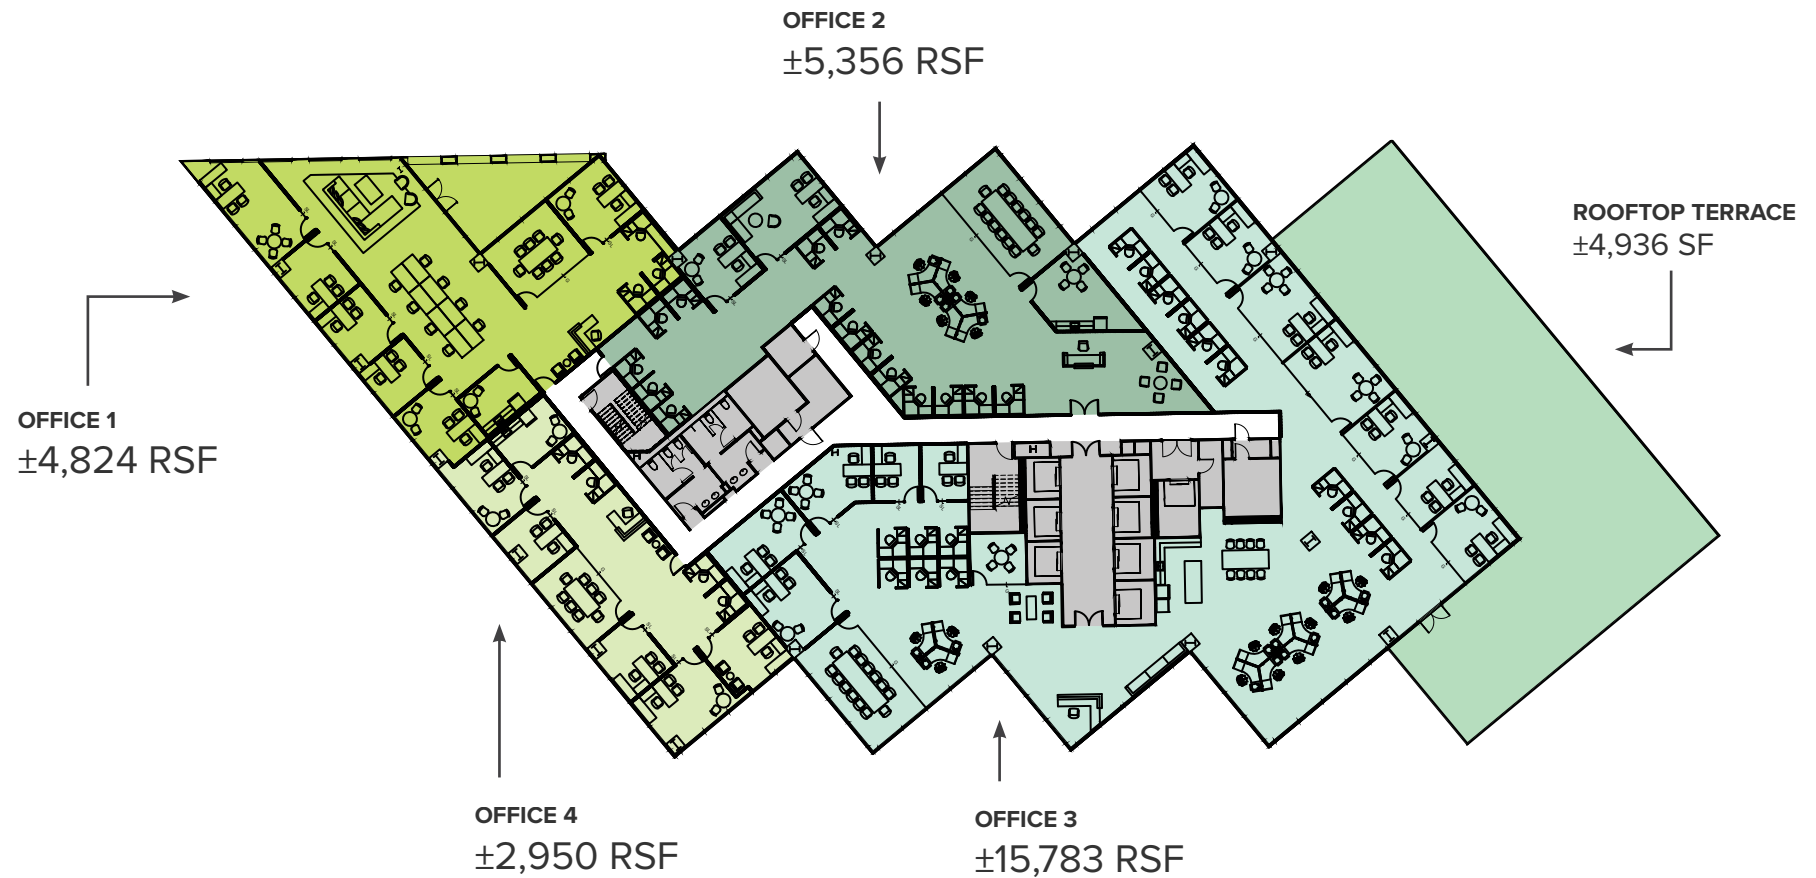 OFFICE 2
±5,356 RSF
ROOFTOP TERRACE
±4,936 SF
OFFICE 1
±4,824 RSF
H
H
H
OFFICE 4
±2,950 RSF
OFFICE 3
±15,783 RSF